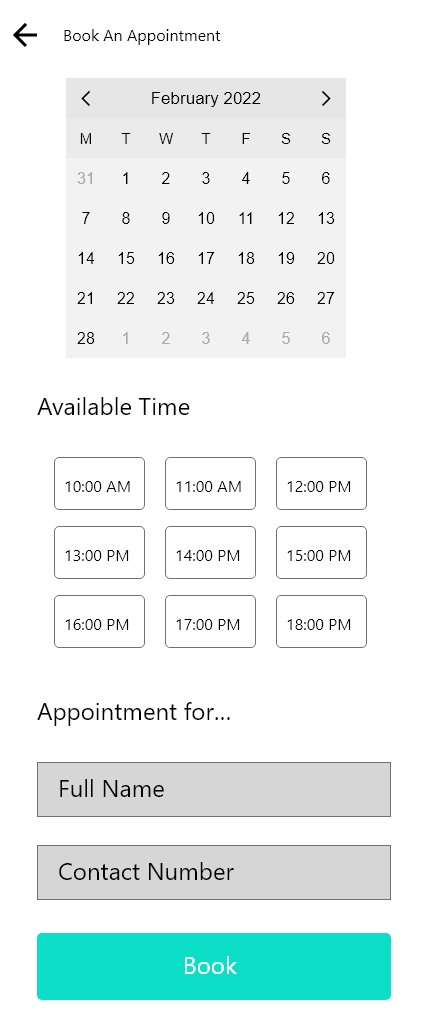 Book An Appointment
February 2022
M T W T F S S
31 1 2 3 4 5 6
7 8 9 10 11 12 13
14 15 16 17 18 19 20
21 22 23 24 25 26 27
28 1 2 3 4 5 6
Available Time
10:00 AM 11:00 AM 12:00 PM
13:00 PM 14:00 PM 15:00 PM
16:00 PM 17:00 PM 18:00 PM
Appointment for...
Full Name
Contact Number
Book